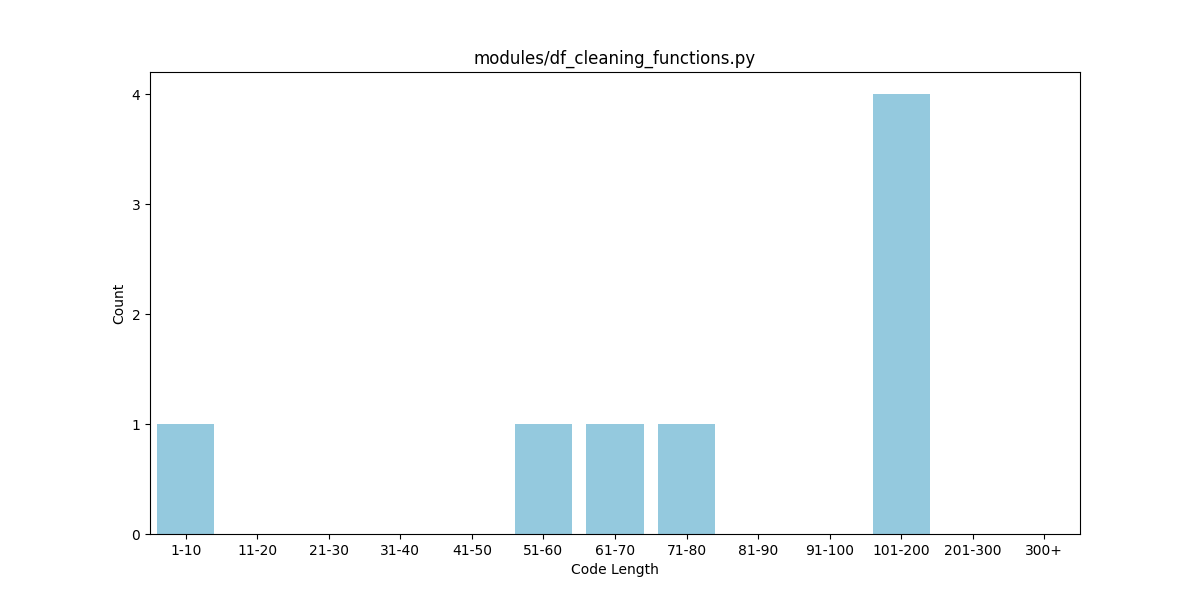 modules/df_cleaning_functions.py
4
3
2
1
0
Count
1-10 11-20 21-30 31-40 41-50 51-60 61-70 71-80 81-90 91-100 101-200 201-300 300+
Code Length